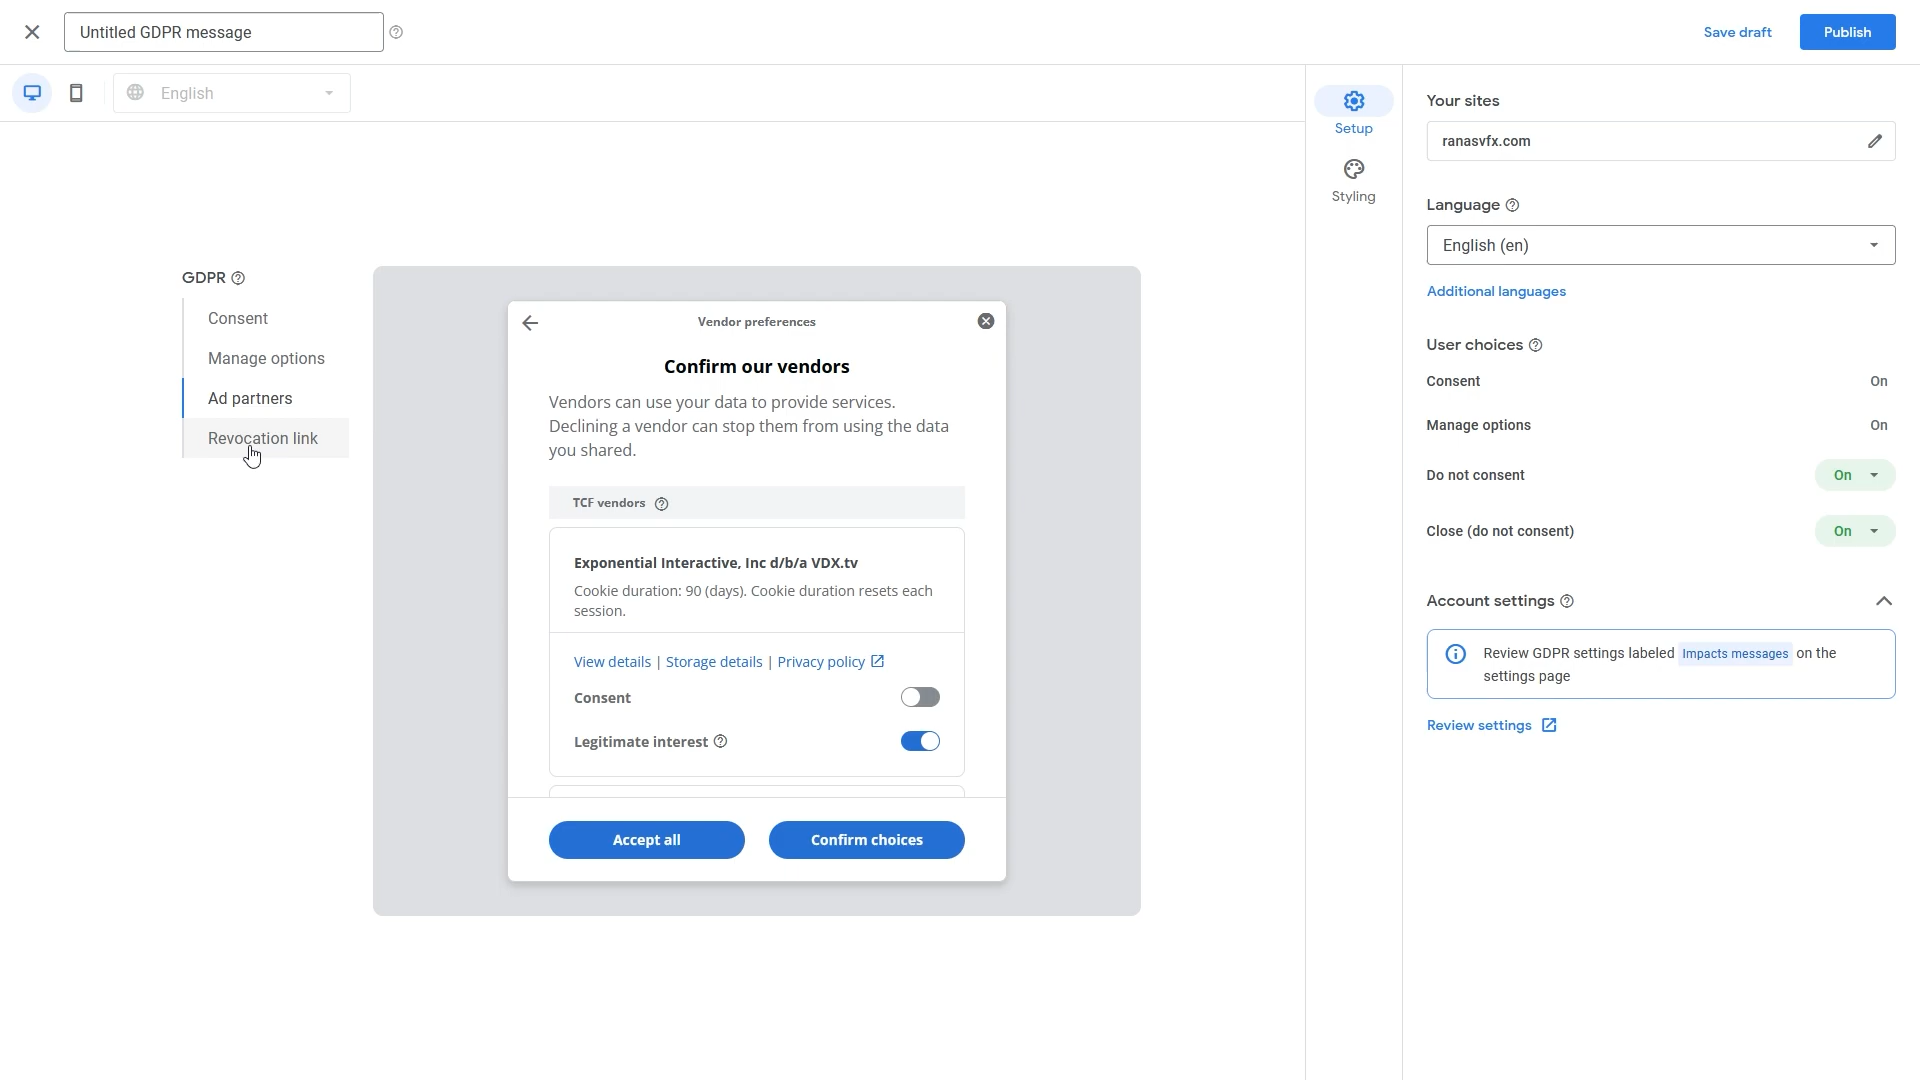 Untitled GDPR message
Save draft
Publish
English
Setup
Styling
Your sites
ranasvfx.com
Language
English (en)
Additional languages
User choices
Consent On
Manage options On
Do not consent On
Close (do not consent) On
Account settings
Review GDPR settings labeled Impacts messages on the
settings page
Review settings
GDPR
Consent
Manage options
Ad partners
Revocation link
Vendor preferences
Confirm our vendors
Vendors can use your data to provide services.
Declining a vendor can stop them from using the data
you shared.
TCF vendors
Exponential Interactive, Inc d/b/a VDX.tv
Cookie duration: 90 (days). Cookie duration resets each
session.
View details | Storage details | Privacy policy
Consent
Legitimate interest
Accept all
Confirm choices